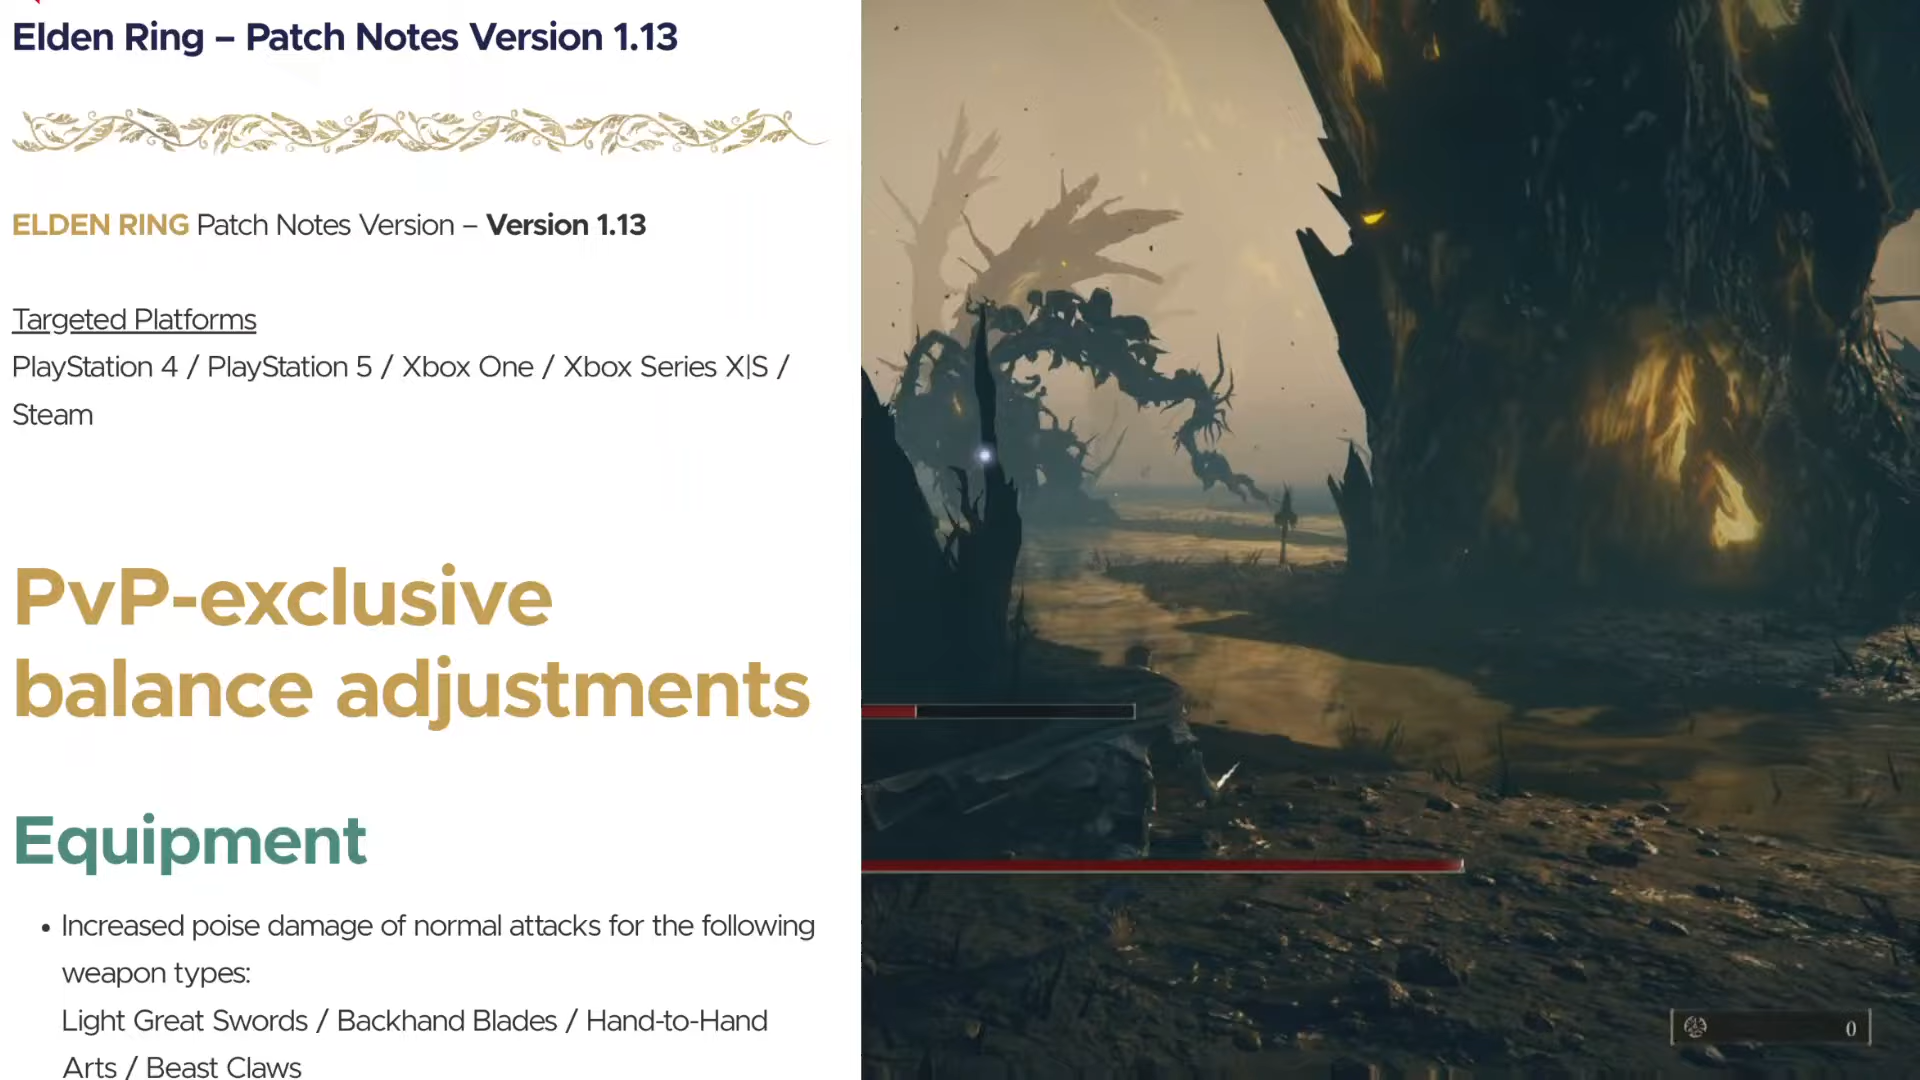 Elden Ring – Patch Notes Version 1.13
ELDEN RING Patch Notes Version – Version 1.13
Targeted Platforms
PlayStation 4 / PlayStation 5 / Xbox One / Xbox Series X|S /
Steam
PvP-exclusive
balance adjustments
Equipment
• Increased poise damage of normal attacks for the following
weapon types:
Light Great Swords / Backhand Blades / Hand-to-Hand
Arts / Beast Claws
0